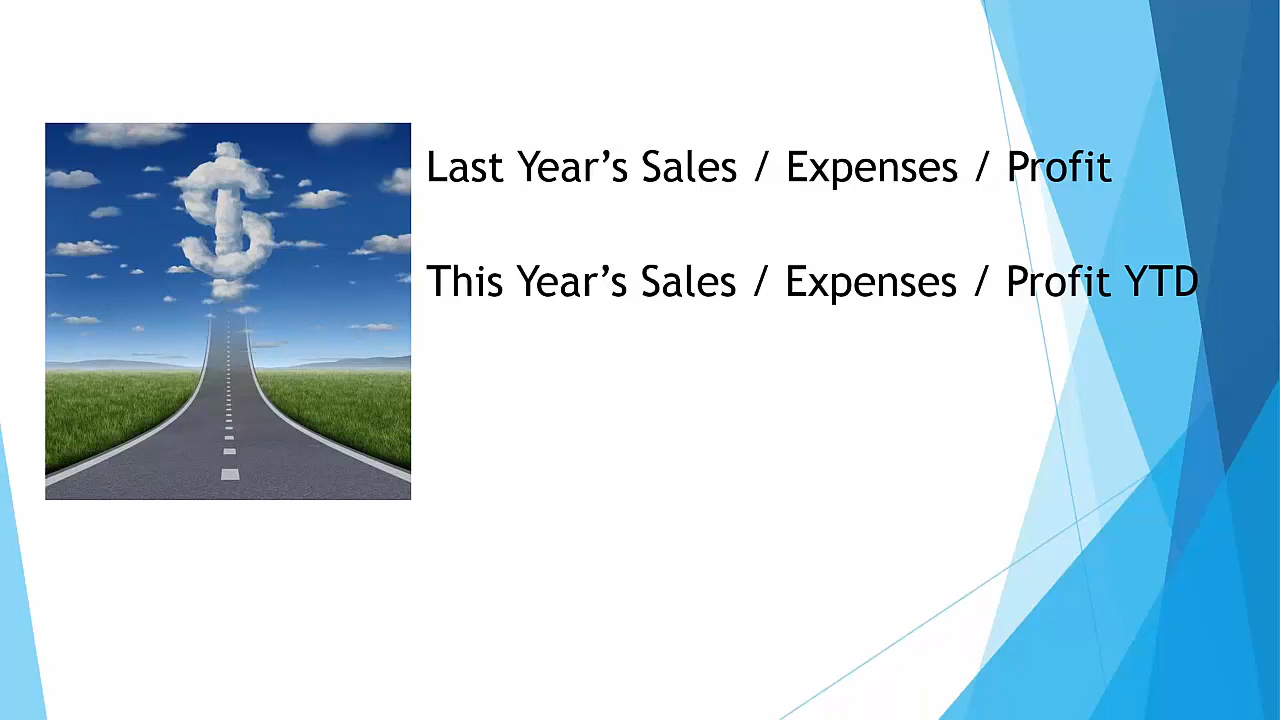 Last Year’s Sales / Expenses / Profit
This Year’s Sales / Expenses / Profit YTD